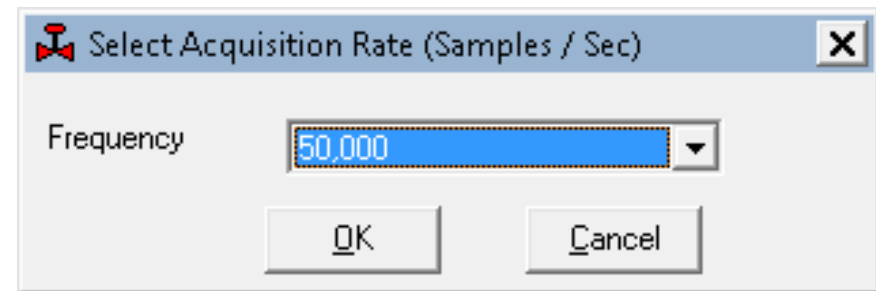 Select Acquisition Rate (Samples / Sec)
Frequency
50,000
OK
Cancel